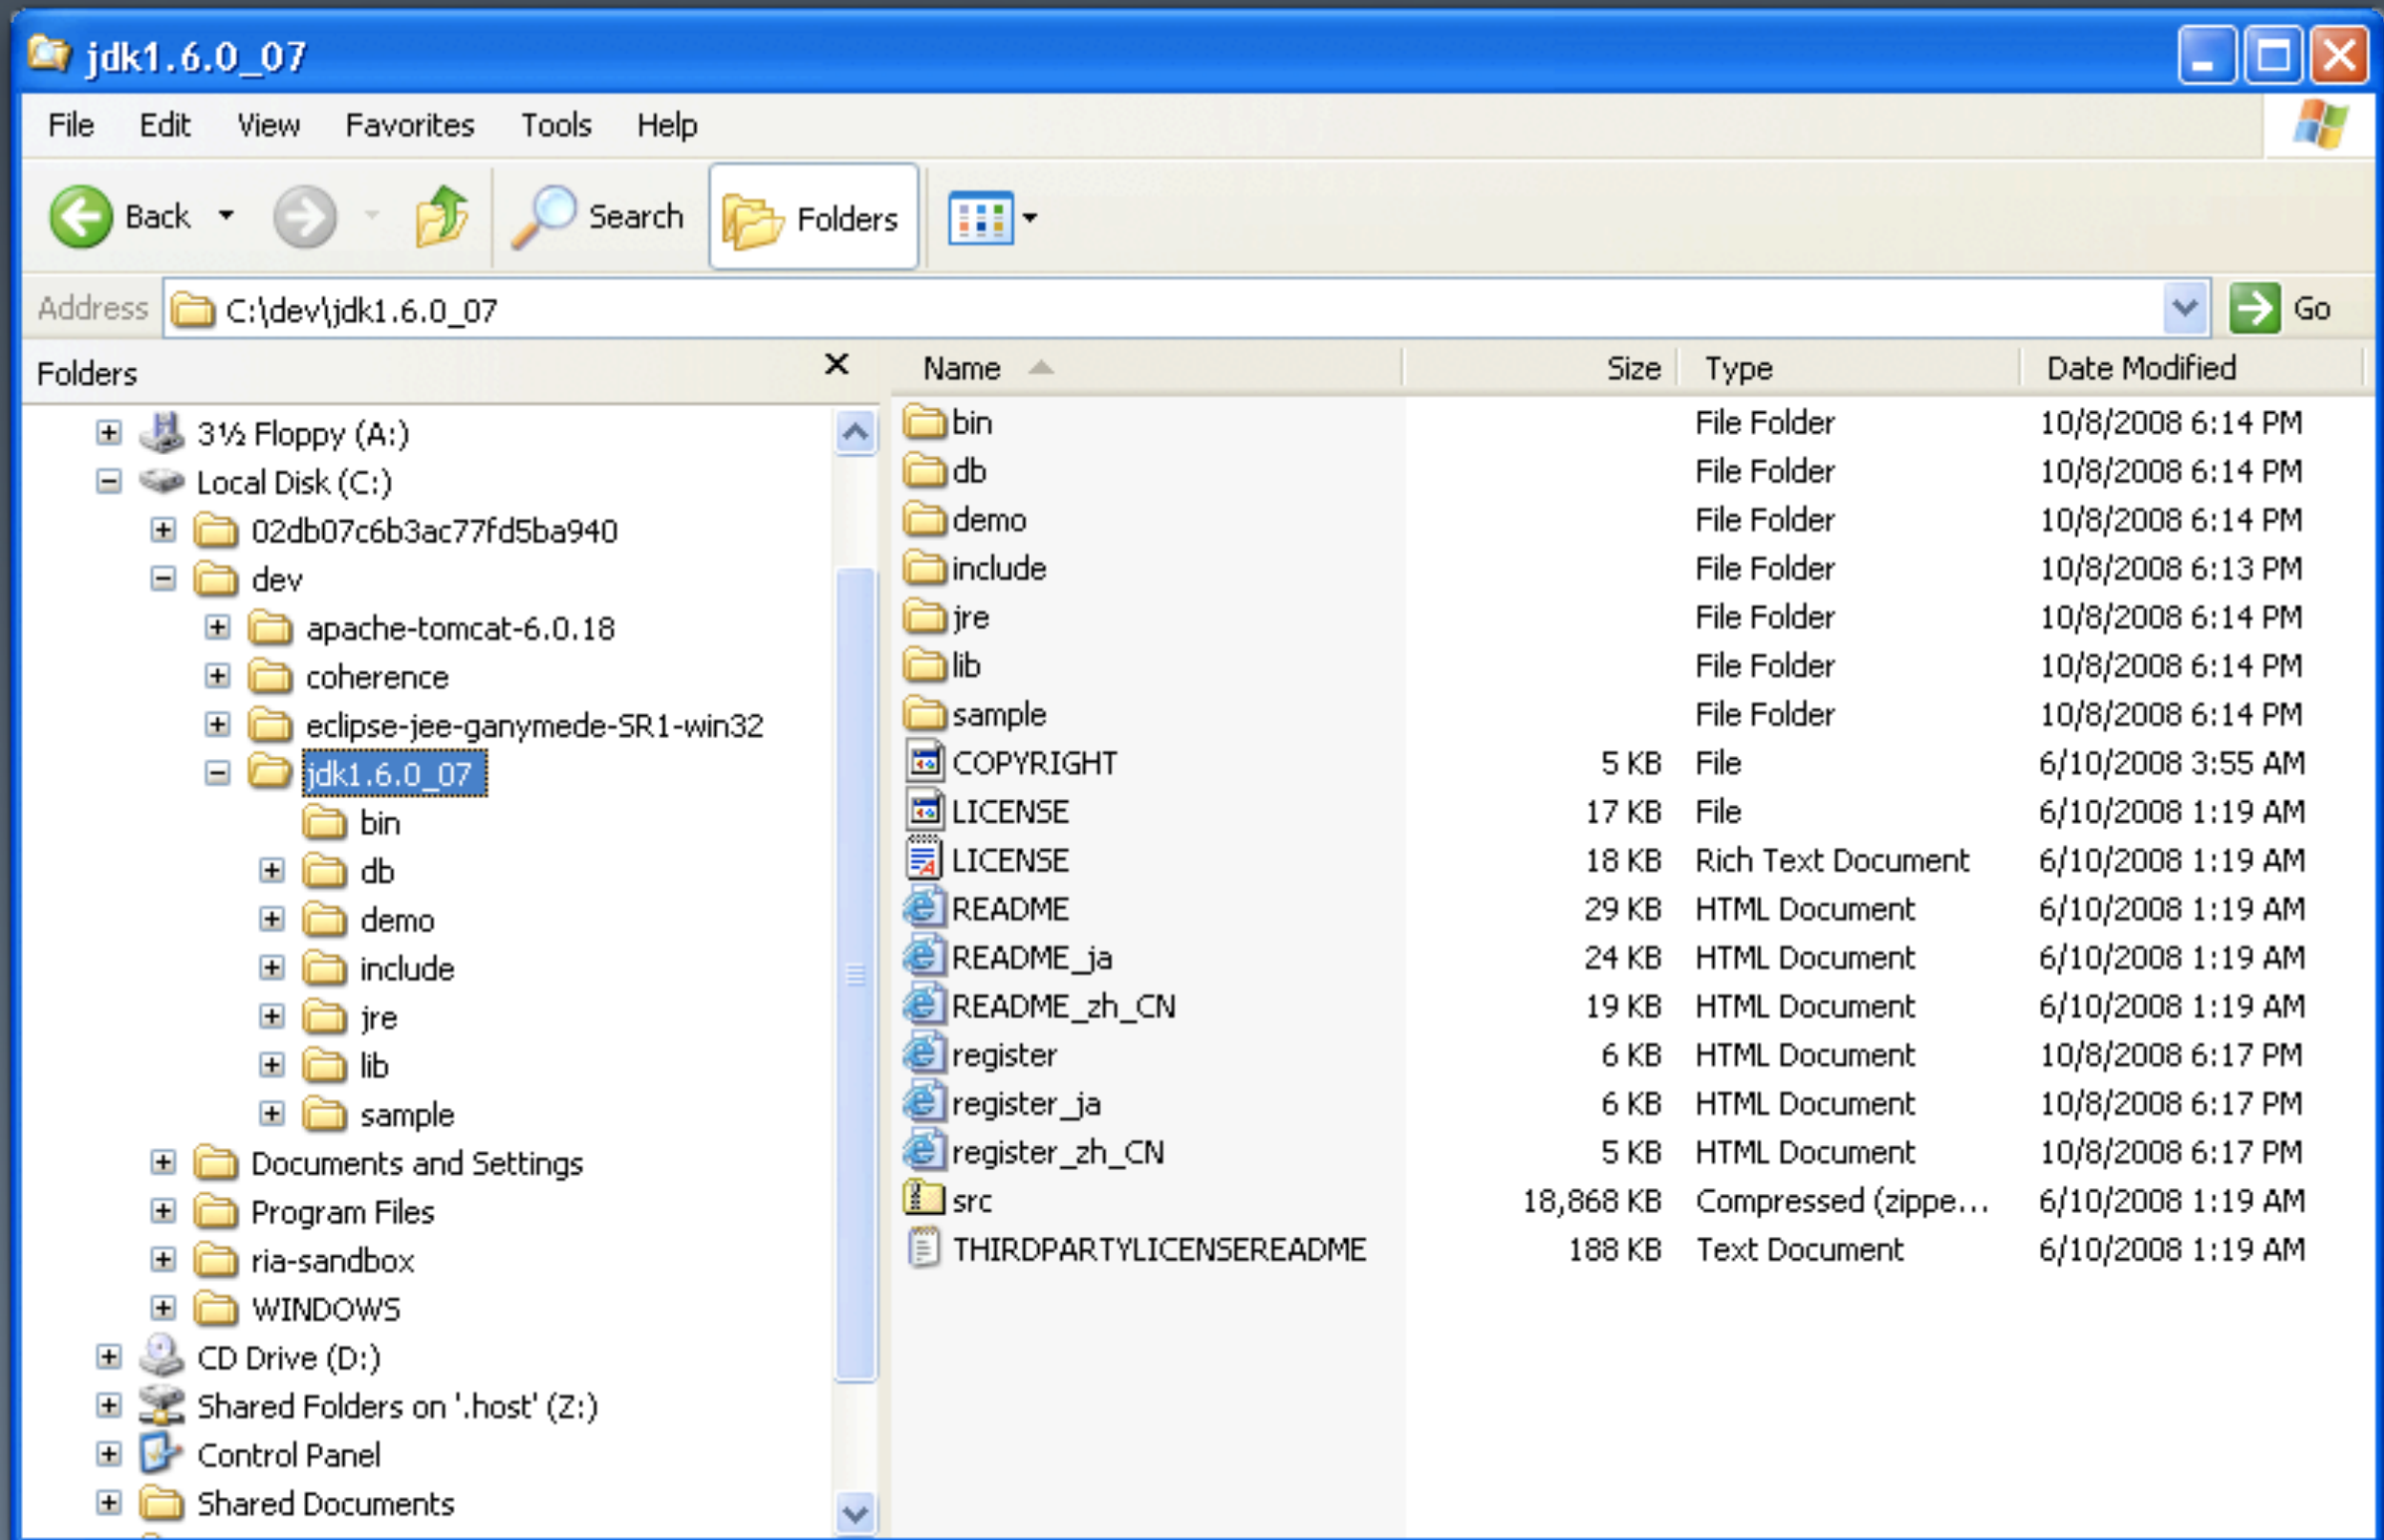 jdk1.6.0_07
File Edit View Favorites Tools Help
Back Search Folders
Address C:\dev\jdk1.6.0_07 Go
Folders
3½ Floppy (A:)
Local Disk (C:)
02db07c6b3ac77fd5ba940
dev
apache-tomcat-6.0.18
coherence
eclipse-jee-ganymede-SR1-win32
jdk1.6.0_07
bin
db
demo
include
jre
lib
sample
Documents and Settings
Program Files
ria-sandbox
WINDOWS
CD Drive (D:)
Shared Folders on '.host' (Z:)
Control Panel
Shared Documents
Name Size Type Date Modified
bin File Folder 10/8/2008 6:14 PM
db File Folder 10/8/2008 6:14 PM
demo File Folder 10/8/2008 6:14 PM
include File Folder 10/8/2008 6:13 PM
jre File Folder 10/8/2008 6:14 PM
lib File Folder 10/8/2008 6:14 PM
sample File Folder 10/8/2008 6:14 PM
COPYRIGHT 5 KB File 6/10/2008 3:55 AM
LICENSE 17 KB File 6/10/2008 1:19 AM
LICENSE 18 KB Rich Text Document 6/10/2008 1:19 AM
README 29 KB HTML Document 6/10/2008 1:19 AM
README_ja 24 KB HTML Document 6/10/2008 1:19 AM
README_zh_CN 19 KB HTML Document 6/10/2008 1:19 AM
register 6 KB HTML Document 10/8/2008 6:17 PM
register_ja 6 KB HTML Document 10/8/2008 6:17 PM
register_zh_CN 5 KB HTML Document 10/8/2008 6:17 PM
src 18,868 KB Compressed (zippe... 6/10/2008 1:19 AM
THIRDPARTYLICENSEREADME 188 KB Text Document 6/10/2008 1:19 AM